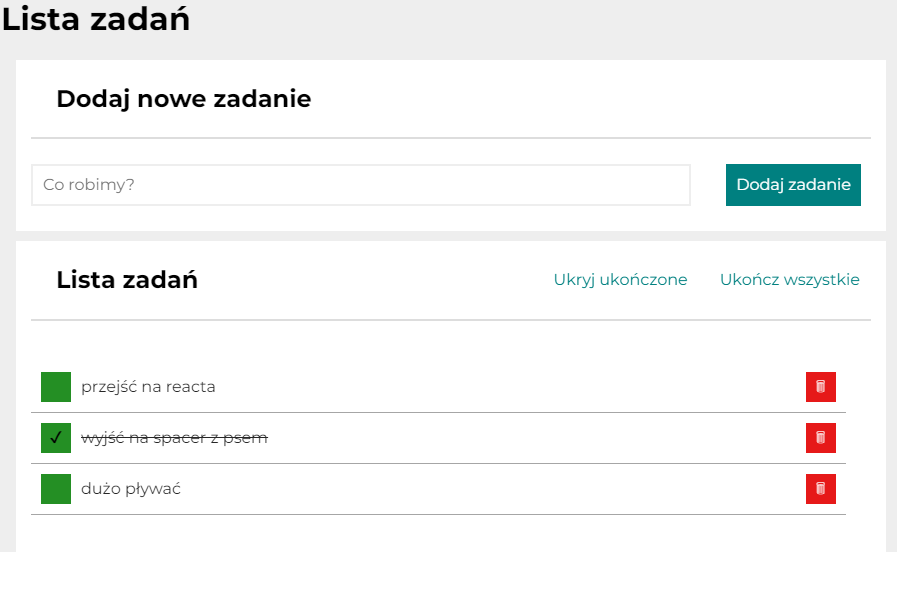 Lista zadań
Dodaj nowe zadanie
Co robimy?
Dodaj zadanie
Lista zadań
Ukryj ukończone
Ukończ wszystkie
przejść na reacta
wyjść na spacer z psem
dużo pływać